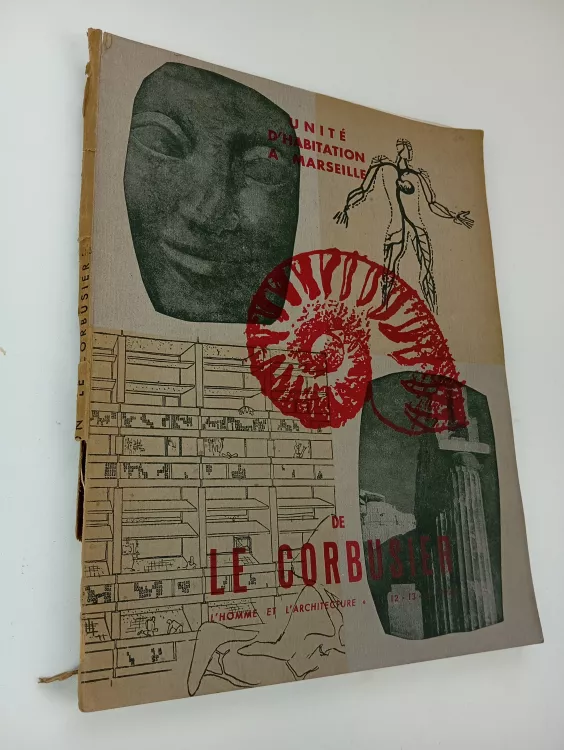 UNITÉ
D'HABITATION
A MARSEILLE
DE
LE CORBUSIER
L'HOMME ET L'ARCHITECTURE • 12-13
LE CORBUSIER